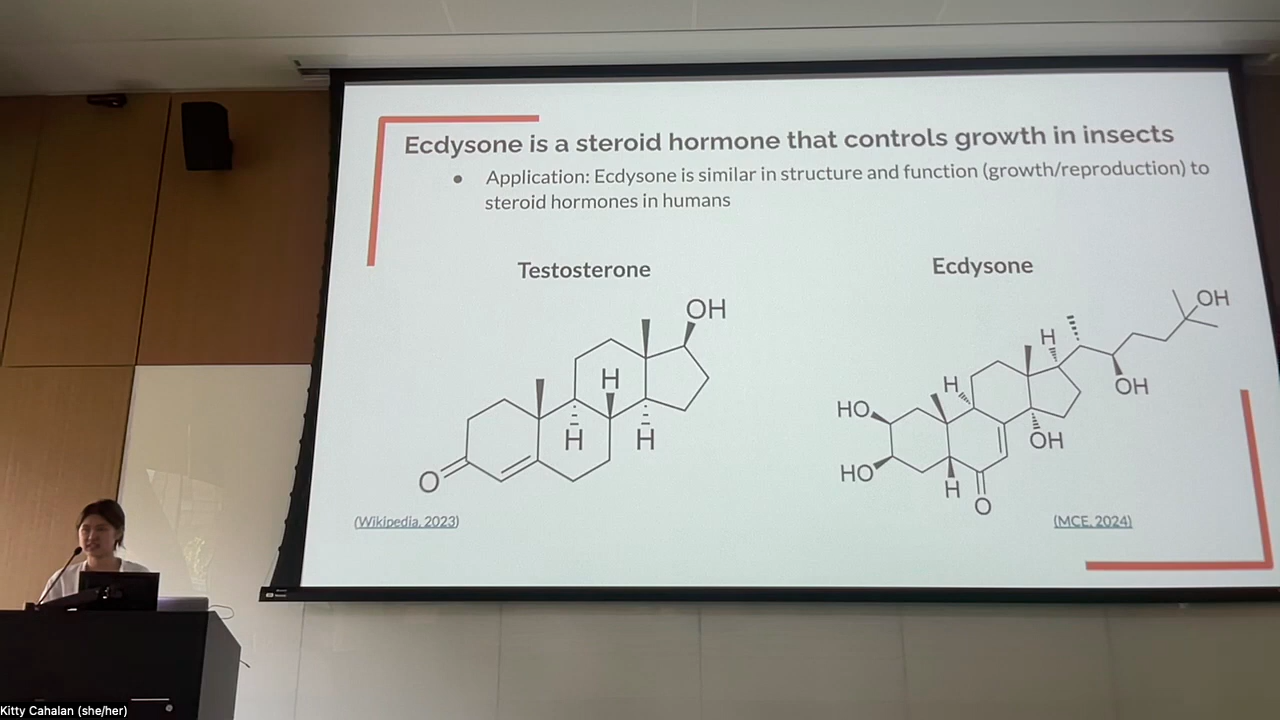 Ecdysone is a steroid hormone that controls growth in insects
● Application: Ecdysone is similar in structure and function (growth/reproduction) to
steroid hormones in humans
Testosterone
OH
H
H
H
O
(Wikipedia, 2023)
Ecdysone
OH
H
H
OH
HO
OH
HO
H
O
(MCE, 2024)
Kitty Cahalan (she/her)